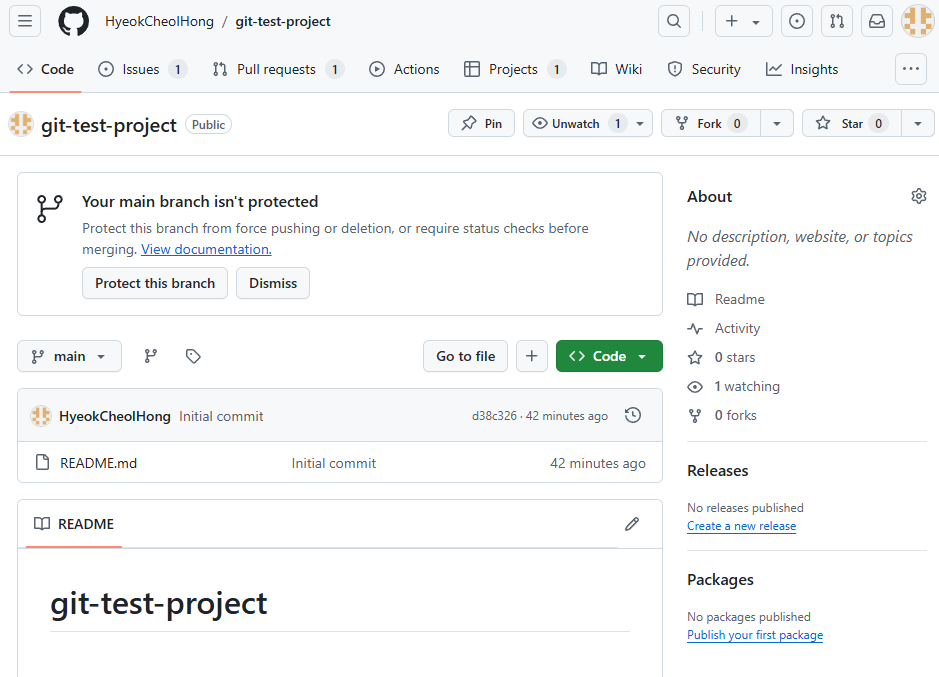 HyeokCheolHong / git-test-project
Code Issues 1 Pull requests 1 Actions Projects 1 Wiki Security Insights
git-test-project Public Pin Unwatch 1 Fork 0 Star 0
Your main branch isn't protected
Protect this branch from force pushing or deletion, or require status checks before
merging. View documentation.
Protect this branch Dismiss
main Go to file Code
HyeokCheolHong Initial commit d38c326 · 42 minutes ago
README.md Initial commit 42 minutes ago
README
git-test-project
About
No description, website, or topics
provided.
Readme
Activity
0 stars
1 watching
0 forks
Releases
No releases published
Create a new release
Packages
No packages published
Publish your first package